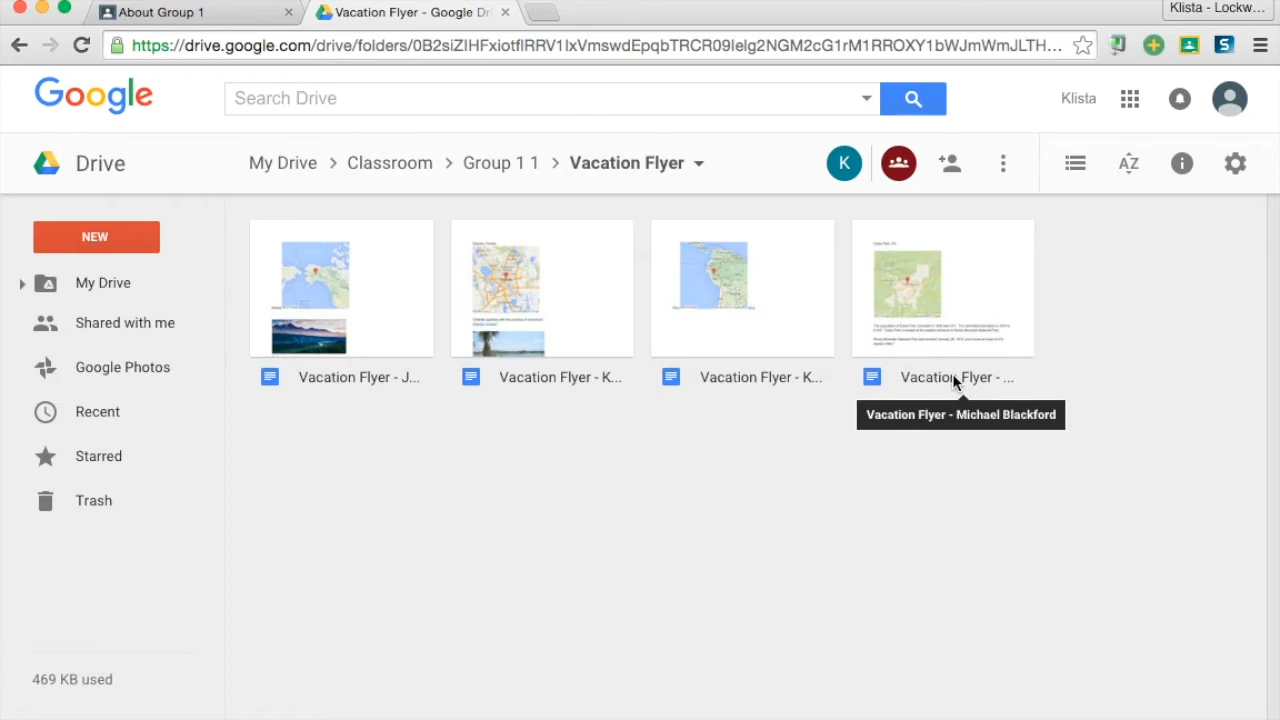 About Group 1
Vacation Flyer - Google Dri
Klista - Lockw...
https://drive.google.com/drive/folders/
Google
Search Drive
Klista
Drive
My Drive > Classroom > Group 1 1 > Vacation Flyer
K
AZ
NEW
My Drive
Shared with me
Google Photos
Recent
Starred
Trash
469 KB used
Vacation Flyer - J...
Vacation Flyer - K...
Vacation Flyer - K...
Vacation Flyer - ...
Vacation Flyer - Michael Blackford